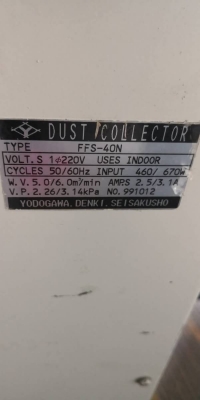 DUST COLLECTOR
TYPE FFS-40N
VOLT.S 1φ220V USES INDOOR
CYCLES 50/60Hz INPUT 460/670W
W.V.5.0/6.0m³/min AMP.S 2.5/3.1A
V.P.2.26/3.14kPa NO.991012
YODOGAWA.DENKI.SEISAKUSHO